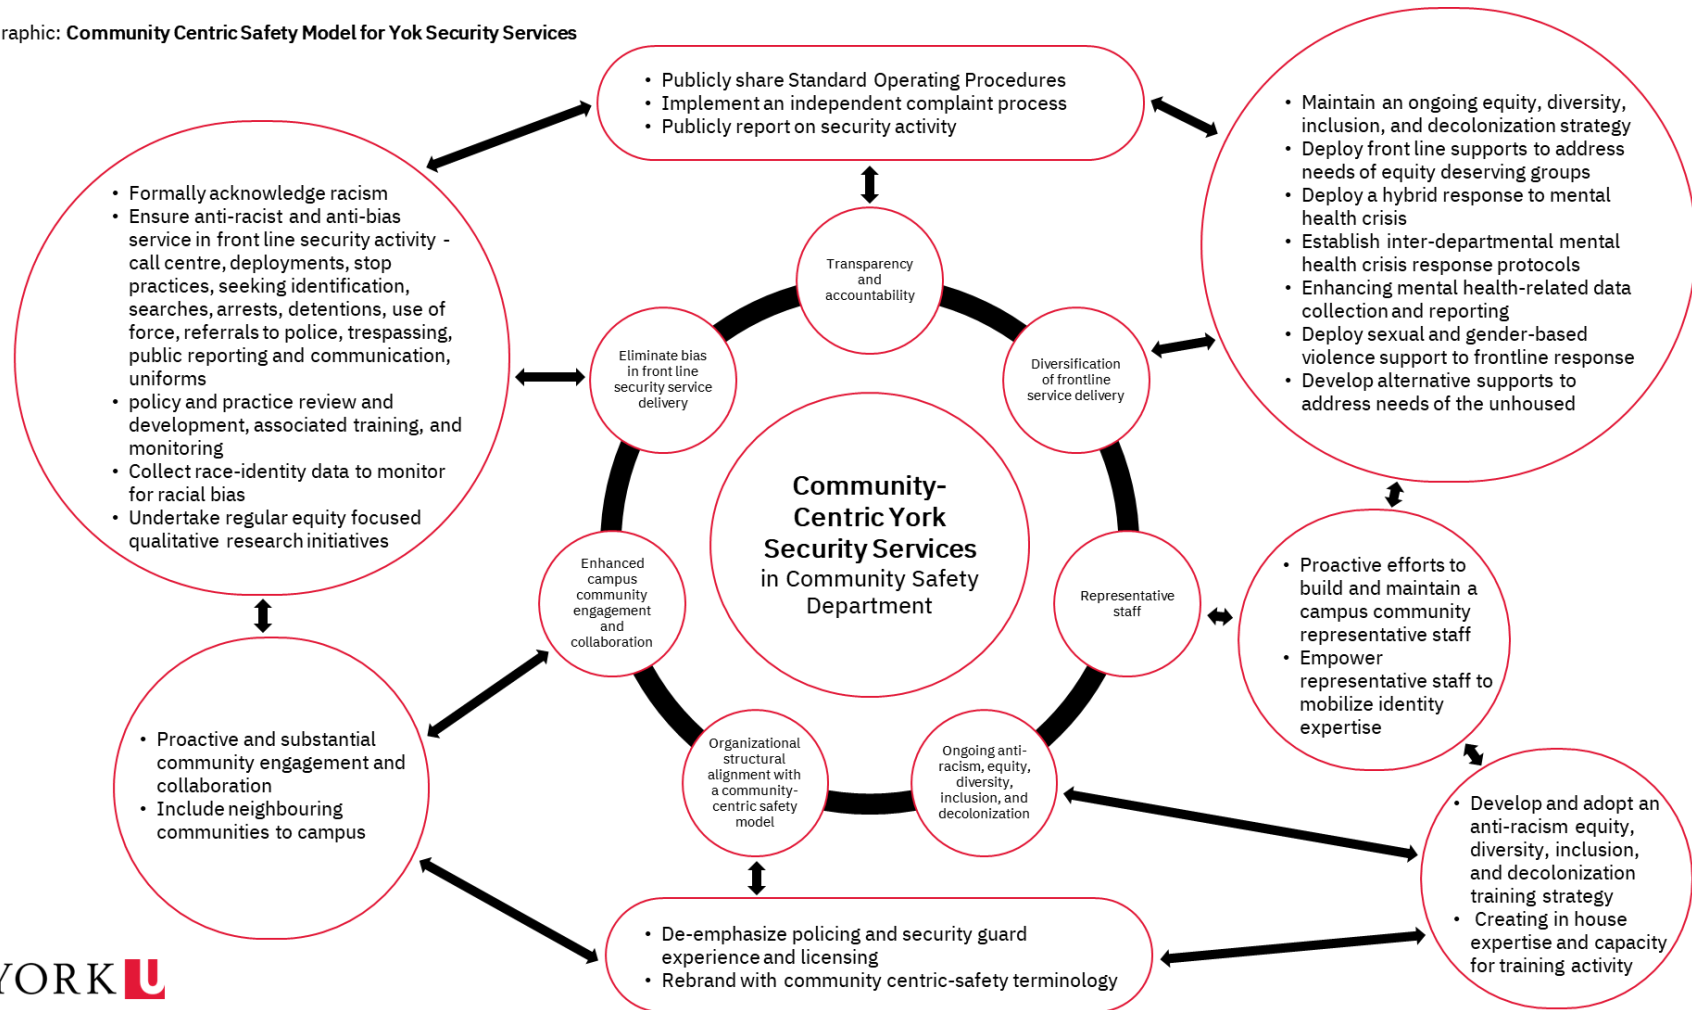 raphic: Community Centric Safety Model for Yok Security Services
• Publicly share Standard Operating Procedures
• Implement an independent complaint process
• Publicly report on security activity
• Maintain an ongoing equity, diversity,
inclusion, and decolonization strategy
• Deploy front line supports to address
needs of equity deserving groups
• Deploy a hybrid response to mental
health crisis
• Establish inter-departmental mental
health crisis response protocols
• Enhancing mental health-related data
collection and reporting
• Deploy sexual and gender-based
violence support to frontline response
• Develop alternative supports to
address needs of the unhoused
• Formally acknowledge racism
• Ensure anti-racist and anti-bias
service in front line security activity -
call centre, deployments, stop
practices, seeking identification,
searches, arrests, detentions, use of
force, referrals to police, trespassing,
public reporting and communication,
uniforms
• policy and practice review and
development, associated training, and
monitoring
• Collect race-identity data to monitor
for racial bias
• Undertake regular equity focused
qualitative research initiatives
Transparency
and
accountability
Eliminate bias
in front line
security service
delivery
Diversification
of frontline
service delivery
Community-
Centric York
Security Services
in Community Safety
Department
Enhanced
campus
community
engagement
and
collaboration
Representative
staff
• Proactive efforts to
build and maintain a
campus community
representative staff
• Empower
representative staff to
mobilize identity
expertise
• Proactive and substantial
community engagement and
collaboration
• Include neighbouring
communities to campus
Organizational
structural
alignment with
a community-
centric safety
model
Ongoing anti-
racism, equity,
diversity,
inclusion, and
decolonization
• Develop and adopt an
anti-racism equity,
diversity, inclusion,
and decolonization
training strategy
• Creating in house
expertise and capacity
for training activity
• De-emphasize policing and security guard
experience and licensing
• Rebrand with community centric-safety terminology
YORK U